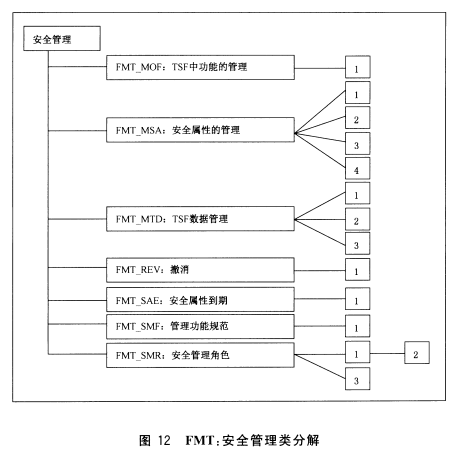 安全管理
FMT_MOF：TSF中功能的管理
1
1
FMT_MSA：安全属性的管理
2
3
4
1
FMT_MTD：TSF数据管理
2
3
FMT_REV：撤消
1
FMT_SAE：安全属性到期
1
FMT_SMF：管理功能规范
1
FMT_SMR：安全管理角色
1
2
3
图 12 FMT：安全管理类分解